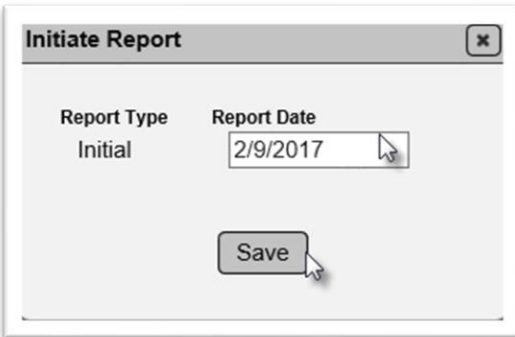 Initiate Report
Report Type Report Date
Initial 2/9/2017
Save